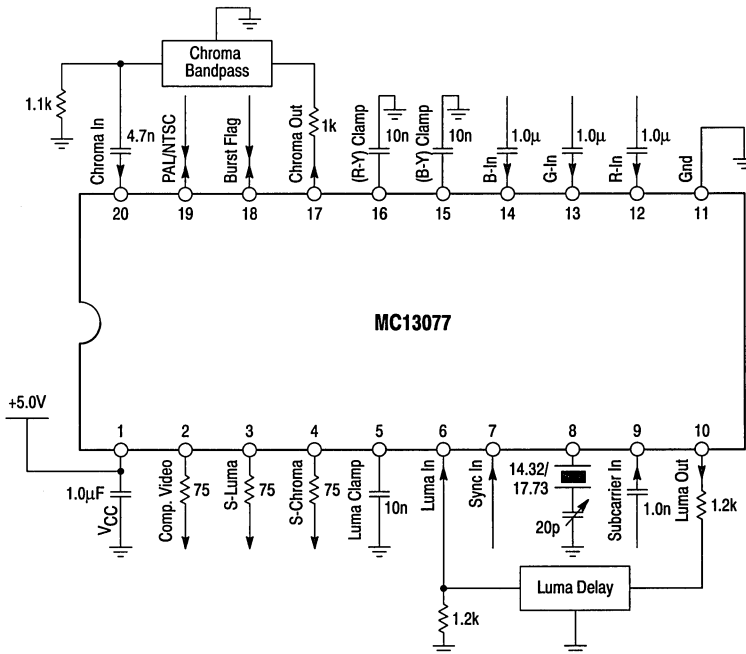 Chroma
Bandpass
1.1k
Chroma In
4.7n
PAL/NTSC
Burst Flag
Chroma Out
1k
(R-Y) Clamp
10n
(B-Y) Clamp
10n
B-In
1.0µ
G-In
1.0µ
R-In
1.0µ
Gnd
20
19
18
17
16
15
14
13
12
11
MC13077
+5.0V
1
2
3
4
5
6
7
8
9
10
1.0µF
VCC
Comp. Video
75
S-Luma
75
S-Chroma
75
Luma Clamp
10n
Luma In
Sync In
14.32/
17.73
20p
Subcarrier In
1.0n
Luma Out
1.2k
1.2k
Luma Delay